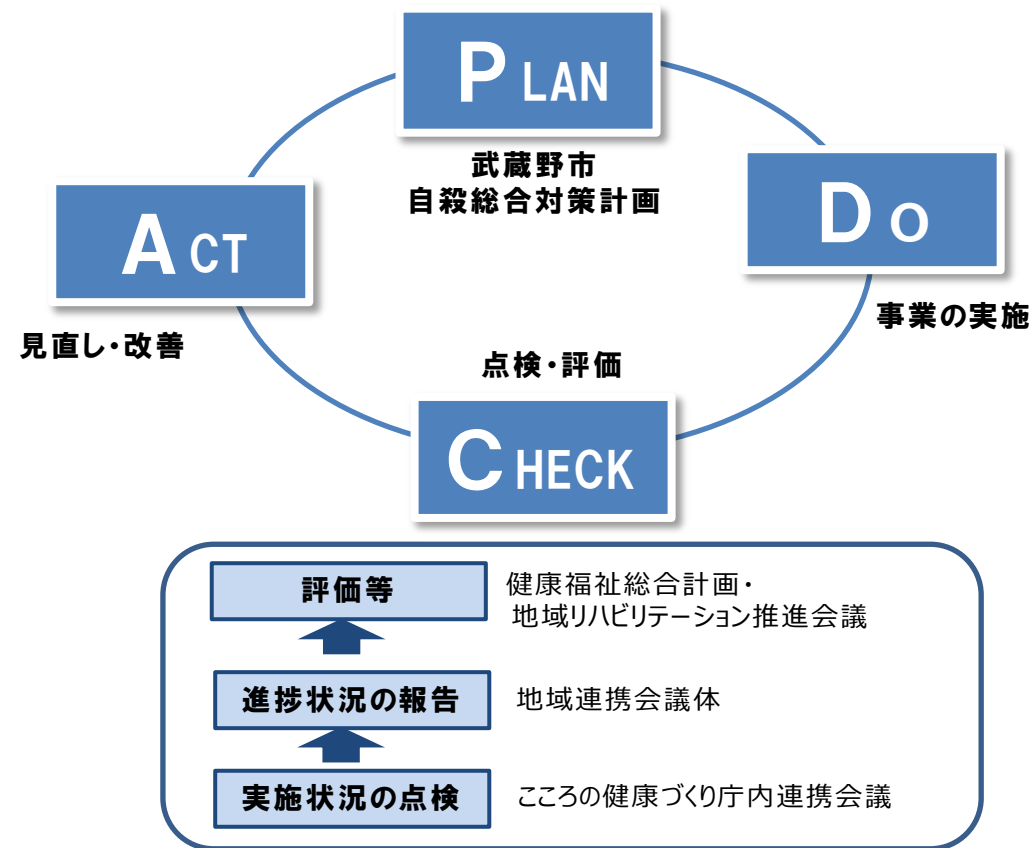 PLAN
武蔵野市
自殺総合対策計画
DO
事業の実施
ACT
見直し・改善
点検・評価
CHECK
評価等
健康福祉総合計画・
地域リハビリテーション推進会議
進捗状況の報告
地域連携会議体
実施状況の点検
こころの健康づくり庁内連携会議